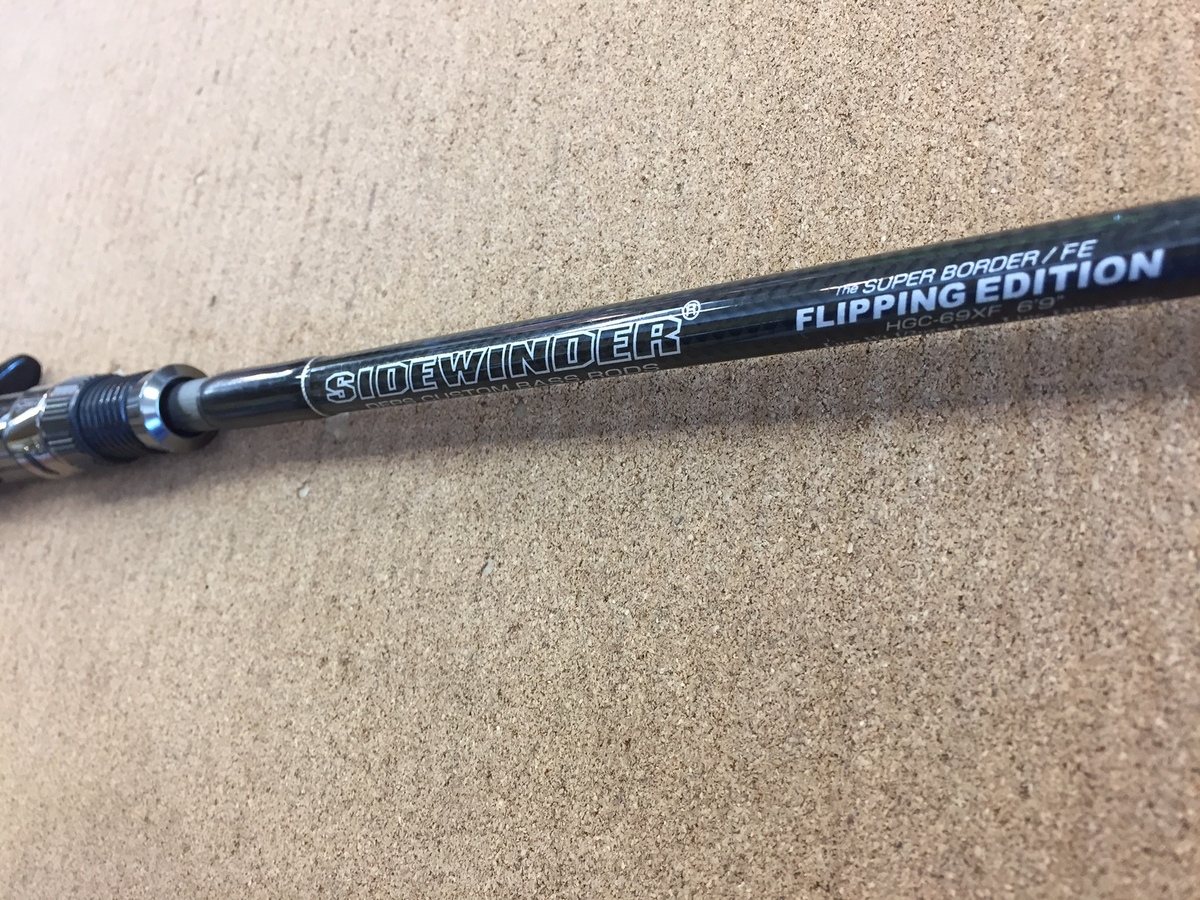 SIDEWINDER®
DEPS CUSTOM BASS RODS
The SUPER BORDER / FE
FLIPPING EDITION
HGC-69XF 6'9"